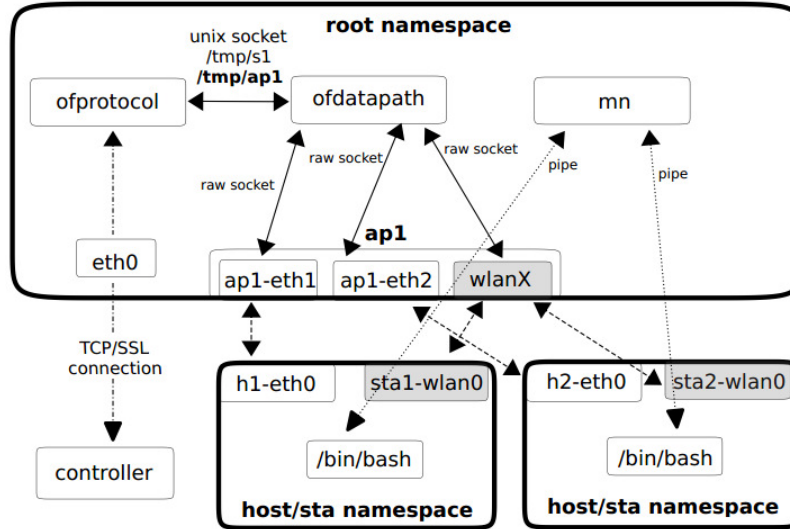 root namespace
unix socket
/tmp/s1
/tmp/ap1
ofprotocol
ofdatapath
mn
raw socket
raw socket
raw socket
pipe
pipe
ap1
eth0
ap1-eth1
ap1-eth2
wlanX
TCP/SSL
connection
h1-eth0
sta1-wlan0
h2-eth0
sta2-wlan0
controller
/bin/bash
/bin/bash
host/sta namespace
host/sta namespace